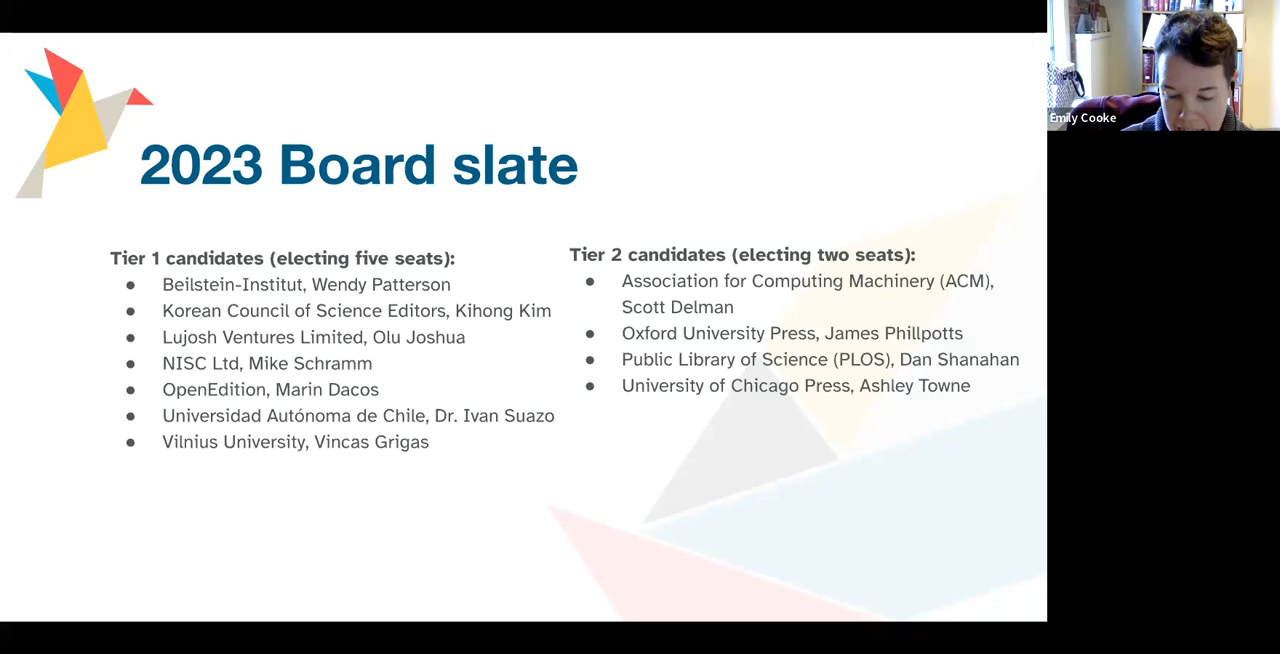 2023 Board slate
Tier 1 candidates (electing five seats):
● Beilstein-Institut, Wendy Patterson
● Korean Council of Science Editors, Kihong Kim
● Lujosh Ventures Limited, Olu Joshua
● NISC Ltd, Mike Schramm
● OpenEdition, Marin Dacos
● Universidad Autónoma de Chile, Dr. Ivan Suazo
● Vilnius University, Vincas Grigas
Tier 2 candidates (electing two seats):
● Association for Computing Machinery (ACM),
Scott Delman
● Oxford University Press, James Phillpotts
● Public Library of Science (PLOS), Dan Shanahan
● University of Chicago Press, Ashley Towne
Emily Cooke